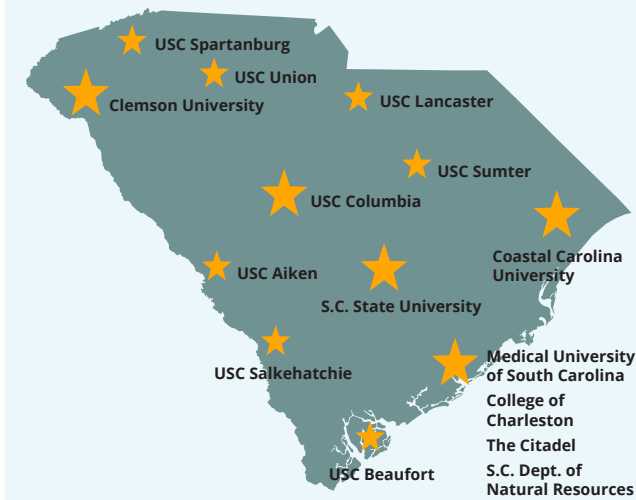 USC Spartanburg
USC Union
Clemson University
USC Lancaster
USC Sumter
USC Columbia
Coastal Carolina
University
USC Aiken
S.C. State University
USC Salkehatchie
Medical University
of South Carolina
College of
Charleston
The Citadel
S.C. Dept. of
Natural Resources
USC Beaufort